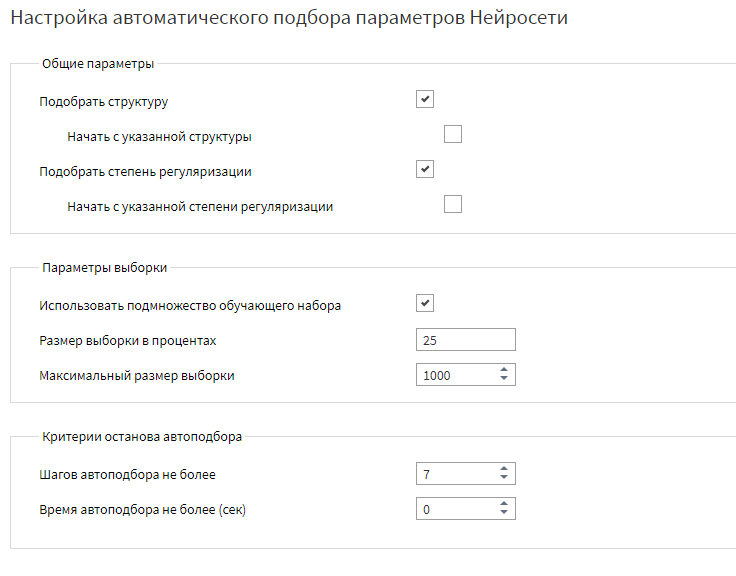 Настройка автоматического подбора параметров Нейросети
Общие параметры
Подобрать структуру
Начать с указанной структуры
Подобрать степень регуляризации
Начать с указанной степени регуляризации
Параметры выборки
Использовать подмножество обучающего набора
Размер выборки в процентах 25
Максимальный размер выборки 1000
Критерии останова автоподбора
Шагов автоподбора не более 7
Время автоподбора не более (сек) 0